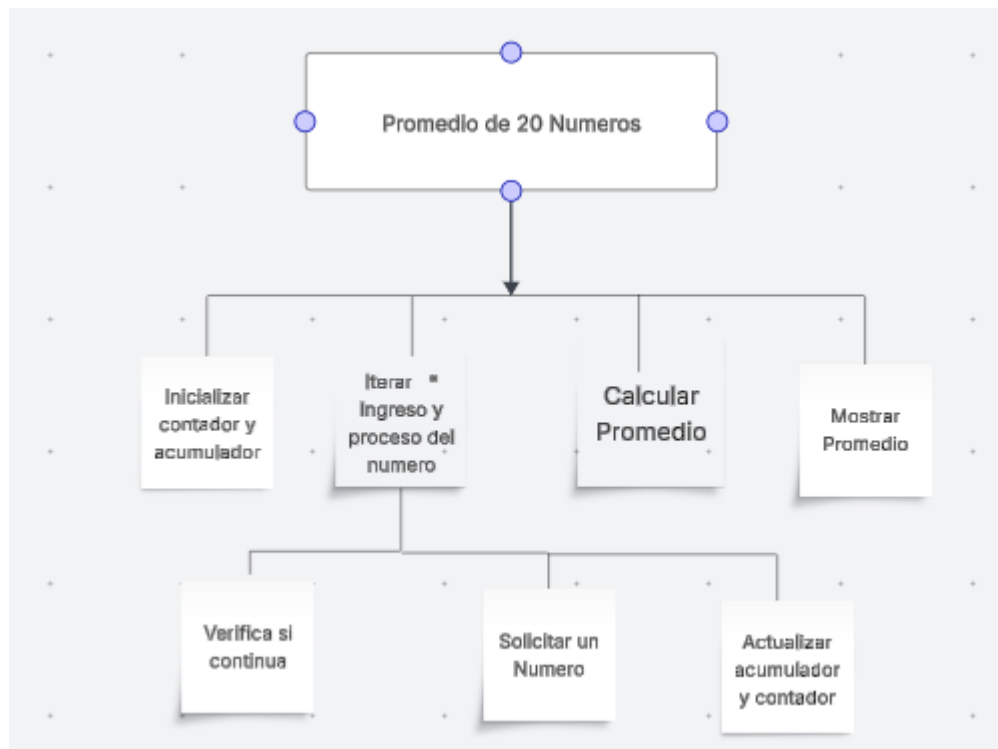 Promedio de 20 Numeros
Inicializar
contador y
acumulador
Iterar *
Ingreso y
proceso del
numero
Calcular
Promedio
Mostrar
Promedio
Verifica si
continua
Solicitar un
Numero
Actualizar
acumulador
y contador